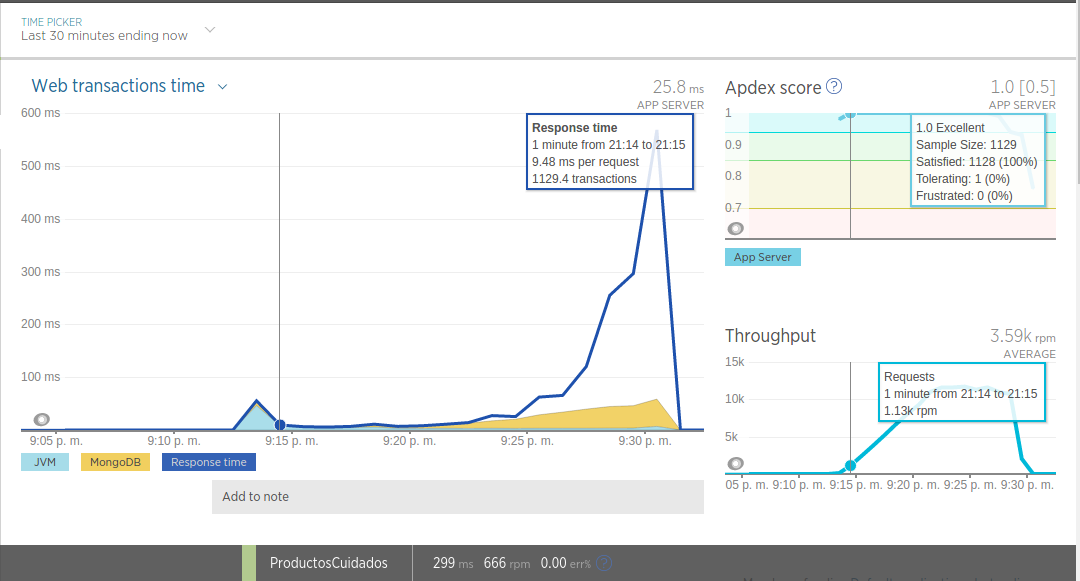 TIME PICKER
Last 30 minutes ending now
Web transactions time
25.8 ms
APP SERVER
600 ms
500 ms
400 ms
300 ms
200 ms
100 ms
Response time
1 minute from 21:14 to 21:15
9.48 ms per request
1129.4 transactions
9:05 p. m. 9:10 p. m. 9:15 p. m. 9:20 p. m. 9:25 p. m. 9:30 p. m.
JVM MongoDB Response time
Add to note
Apdex score ? 1.0 [0.5]
APP SERVER
1
0.9
0.8
0.7
1.0 Excellent
Sample Size: 1129
Satisfied: 1128 (100%)
Tolerating: 1 (0%)
Frustrated: 0 (0%)
App Server
Throughput 3.59k rpm
AVERAGE
15k
10k
5k
Requests
1 minute from 21:14 to 21:15
1.13k rpm
05 p. m. 9:10 p. m. 9:15 p. m. 9:20 p. m. 9:25 p. m. 9:30 p. m.
ProductosCuidados 299 ms 666 rpm 0.00 err% ?